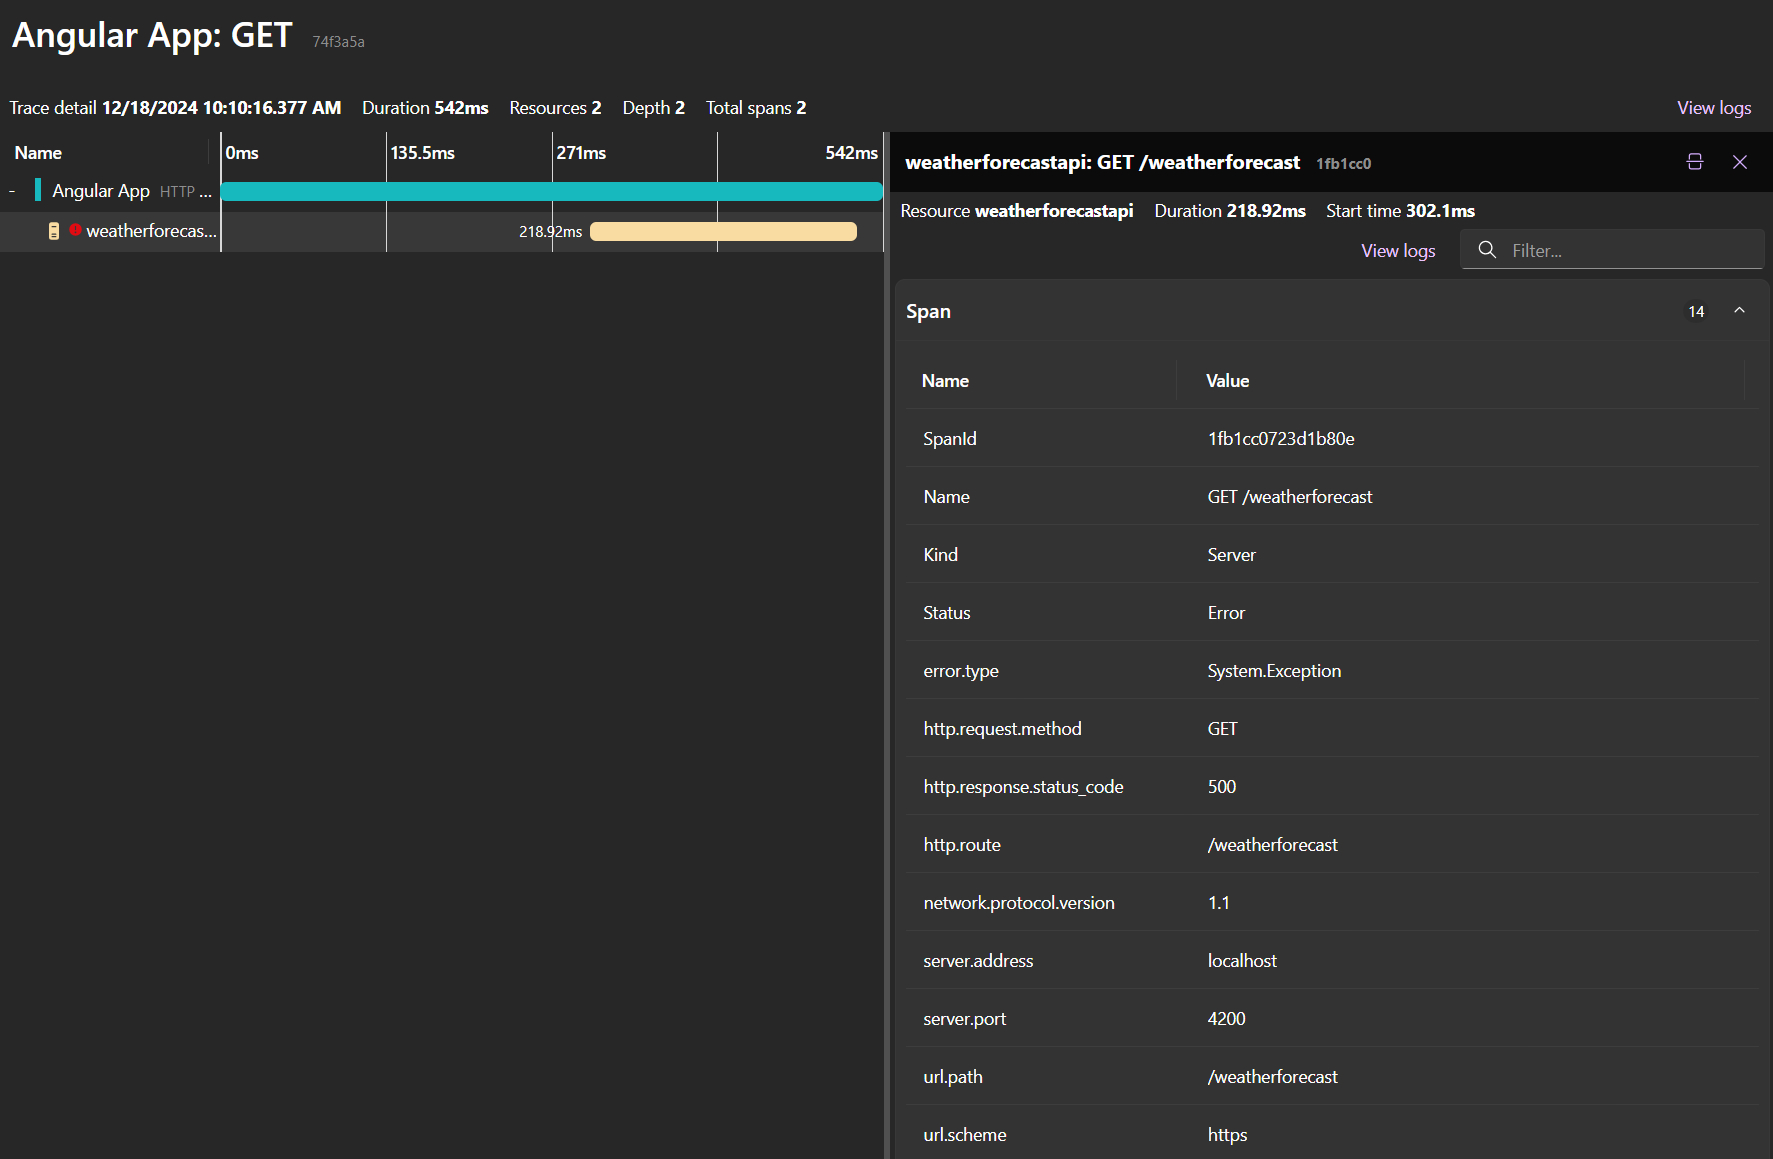 Angular App: GET 74f3a5a
Trace detail 12/18/2024 10:10:16.377 AM Duration 542ms Resources 2 Depth 2 Total spans 2 View logs
Name 0ms 135.5ms 271ms 542ms
- Angular App HTTP ...
weatherforecas... 218.92ms
weatherforecastapi: GET /weatherforecast 1fb1cc0
Resource weatherforecastapi Duration 218.92ms Start time 302.1ms
View logs Filter...
Span 14
Name Value
SpanId 1fb1cc0723d1b80e
Name GET /weatherforecast
Kind Server
Status Error
error.type System.Exception
http.request.method GET
http.response.status_code 500
http.route /weatherforecast
network.protocol.version 1.1
server.address localhost
server.port 4200
url.path /weatherforecast
url.scheme https